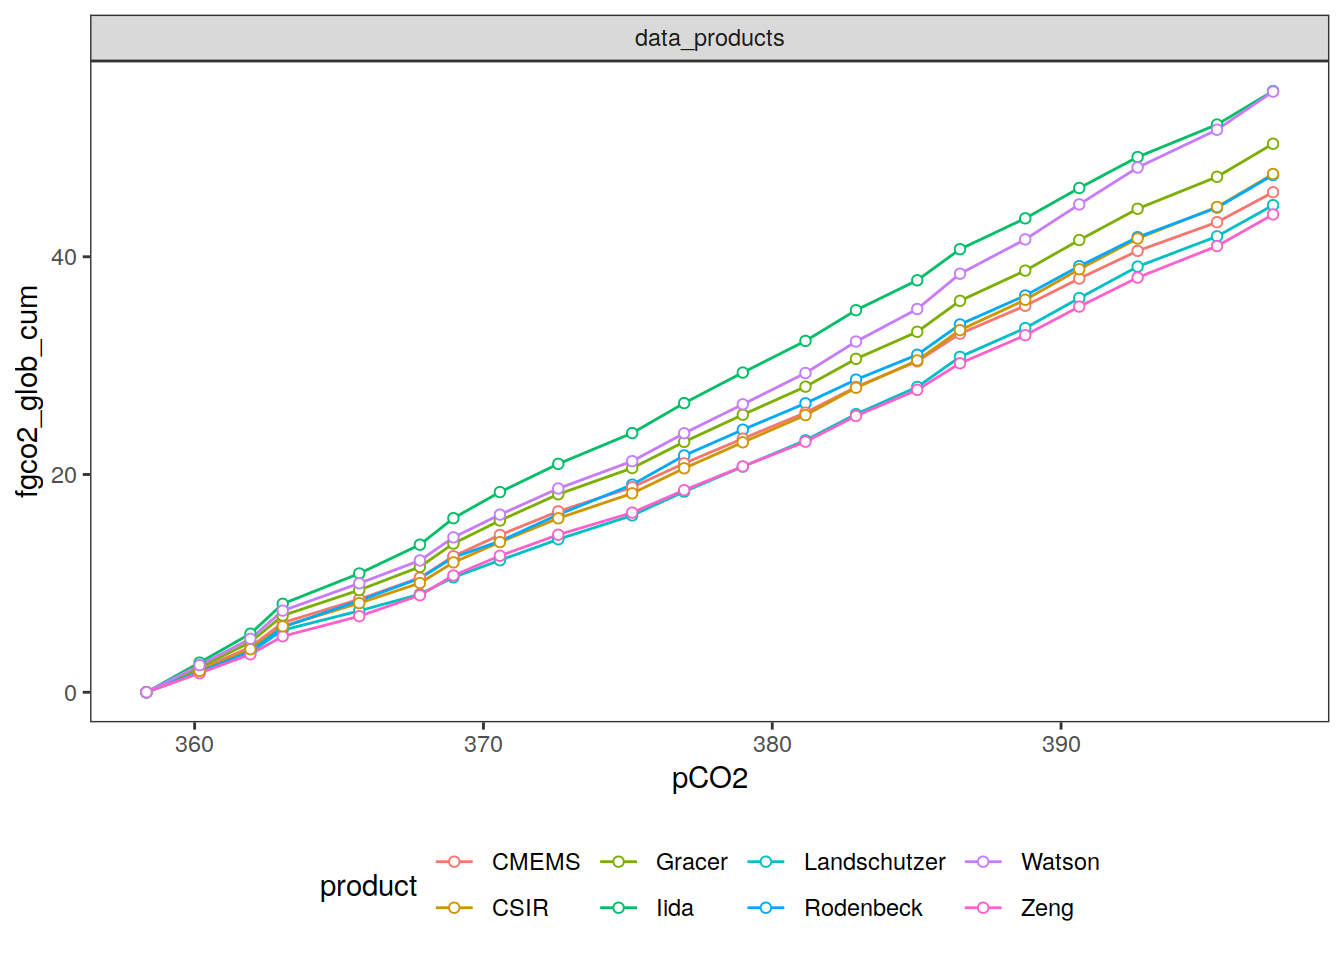 data_products
fgco2_glob_cum
40
20
0
360 370 380 390
pCO2
product
CMEMS Gracer Landschutzer Watson
CSIR Iida Rodenbeck Zeng